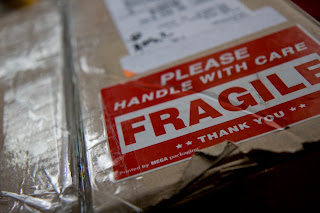 PLEASE
HANDLE WITH CARE
FRAGILE
** THANK YOU **
Printed by MEGA packaging